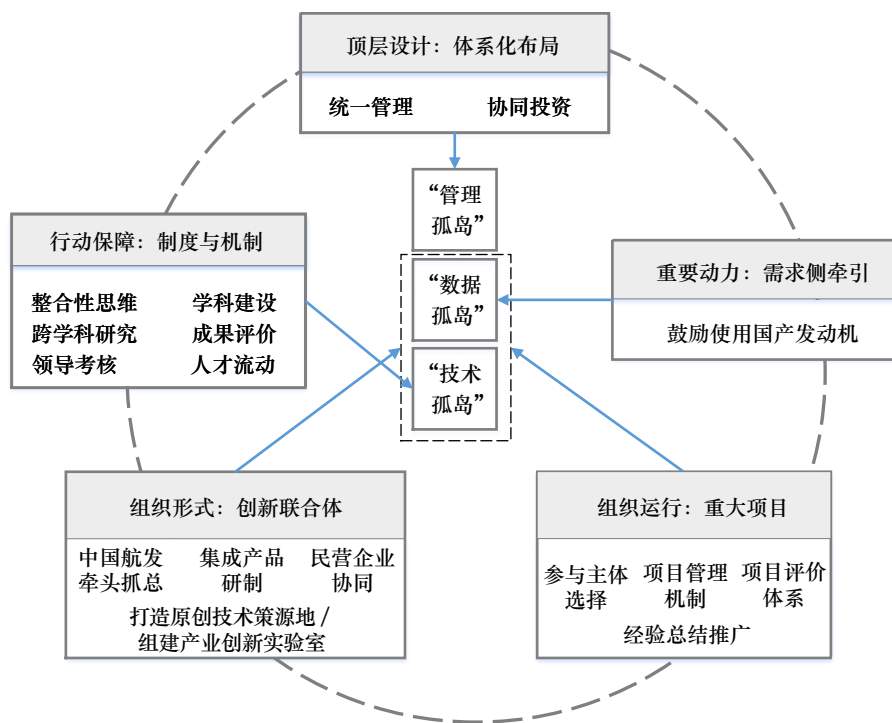 顶层设计：体系化布局
统一管理 协同投资
“管理
孤岛”
行动保障：制度与机制
整合性思维 学科建设
跨学科研究 成果评价
领导考核 人才流动
“数据
孤岛”
重要动力：需求侧牵引
鼓励使用国产发动机
“技术
孤岛”
组织形式：创新联合体
中国航发 集成产品 民营企业
牵头抓总 研制 协同
打造原创技术策源地 /
组建产业创新实验室
组织运行：重大项目
参与主体 项目管理 项目评价
选择 机制 体系
经验总结推广